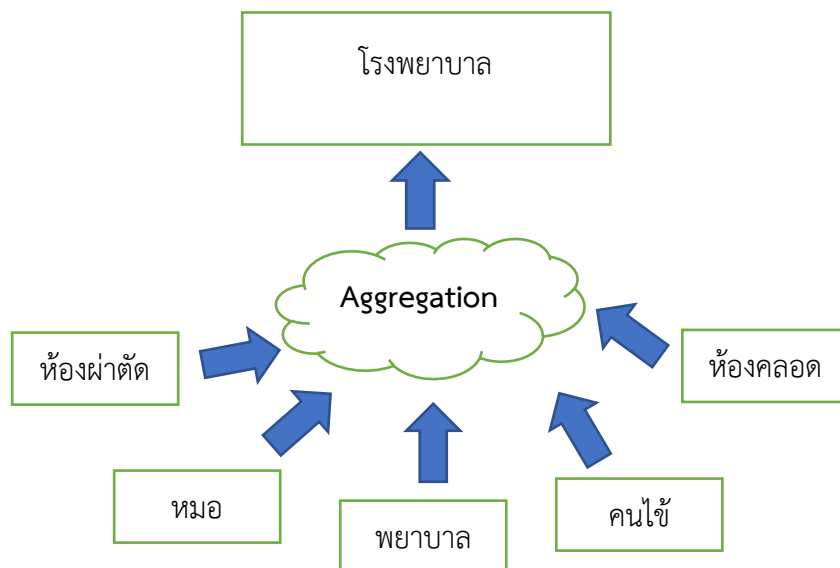 โรงพยาบาล
Aggregation
ห้องผ่าตัด
ห้องคลอด
หมอ
พยาบาล
คนไข้